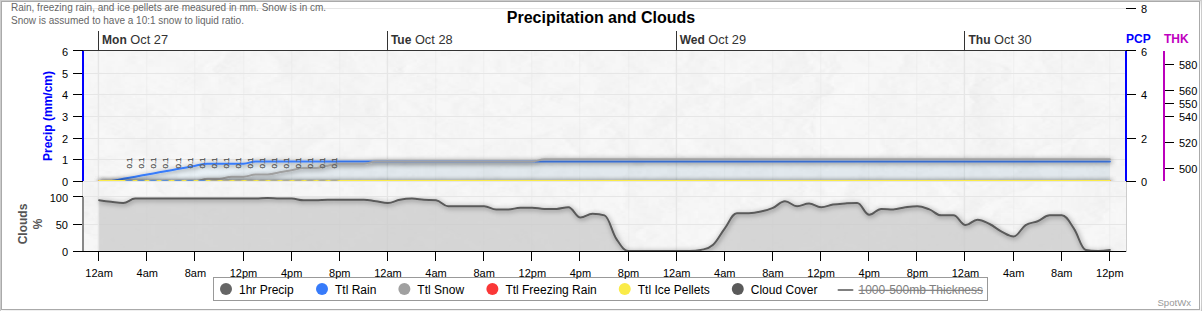 Rain, freezing rain, and ice pellets are measured in mm. Snow is in cm.
Snow is assumed to have a 10:1 snow to liquid ratio.
Precipitation and Clouds
Mon Oct 27 Tue Oct 28 Wed Oct 29 Thu Oct 30
PCP THK
Precip (mm/cm)
6
5
4
3
2
1
0
0.1 0.1 0.1 0.1 0.1 0.1 0.1 0.1 0.1 0.1 0.1 0.1 0.1 0.1 0.1 0.1 0.1 0.1
8
6
4
2
0
580
560
550
540
520
500
Clouds
%
100
50
0
12am 4am 8am 12pm 4pm 8pm 12am 4am 8am 12pm 4pm 8pm 12am 4am 8am 12pm 4pm 8pm 12am 4am 8am 12pm
1hr Precip Ttl Rain Ttl Snow Ttl Freezing Rain Ttl Ice Pellets Cloud Cover 1000-500mb Thickness
SpotWx